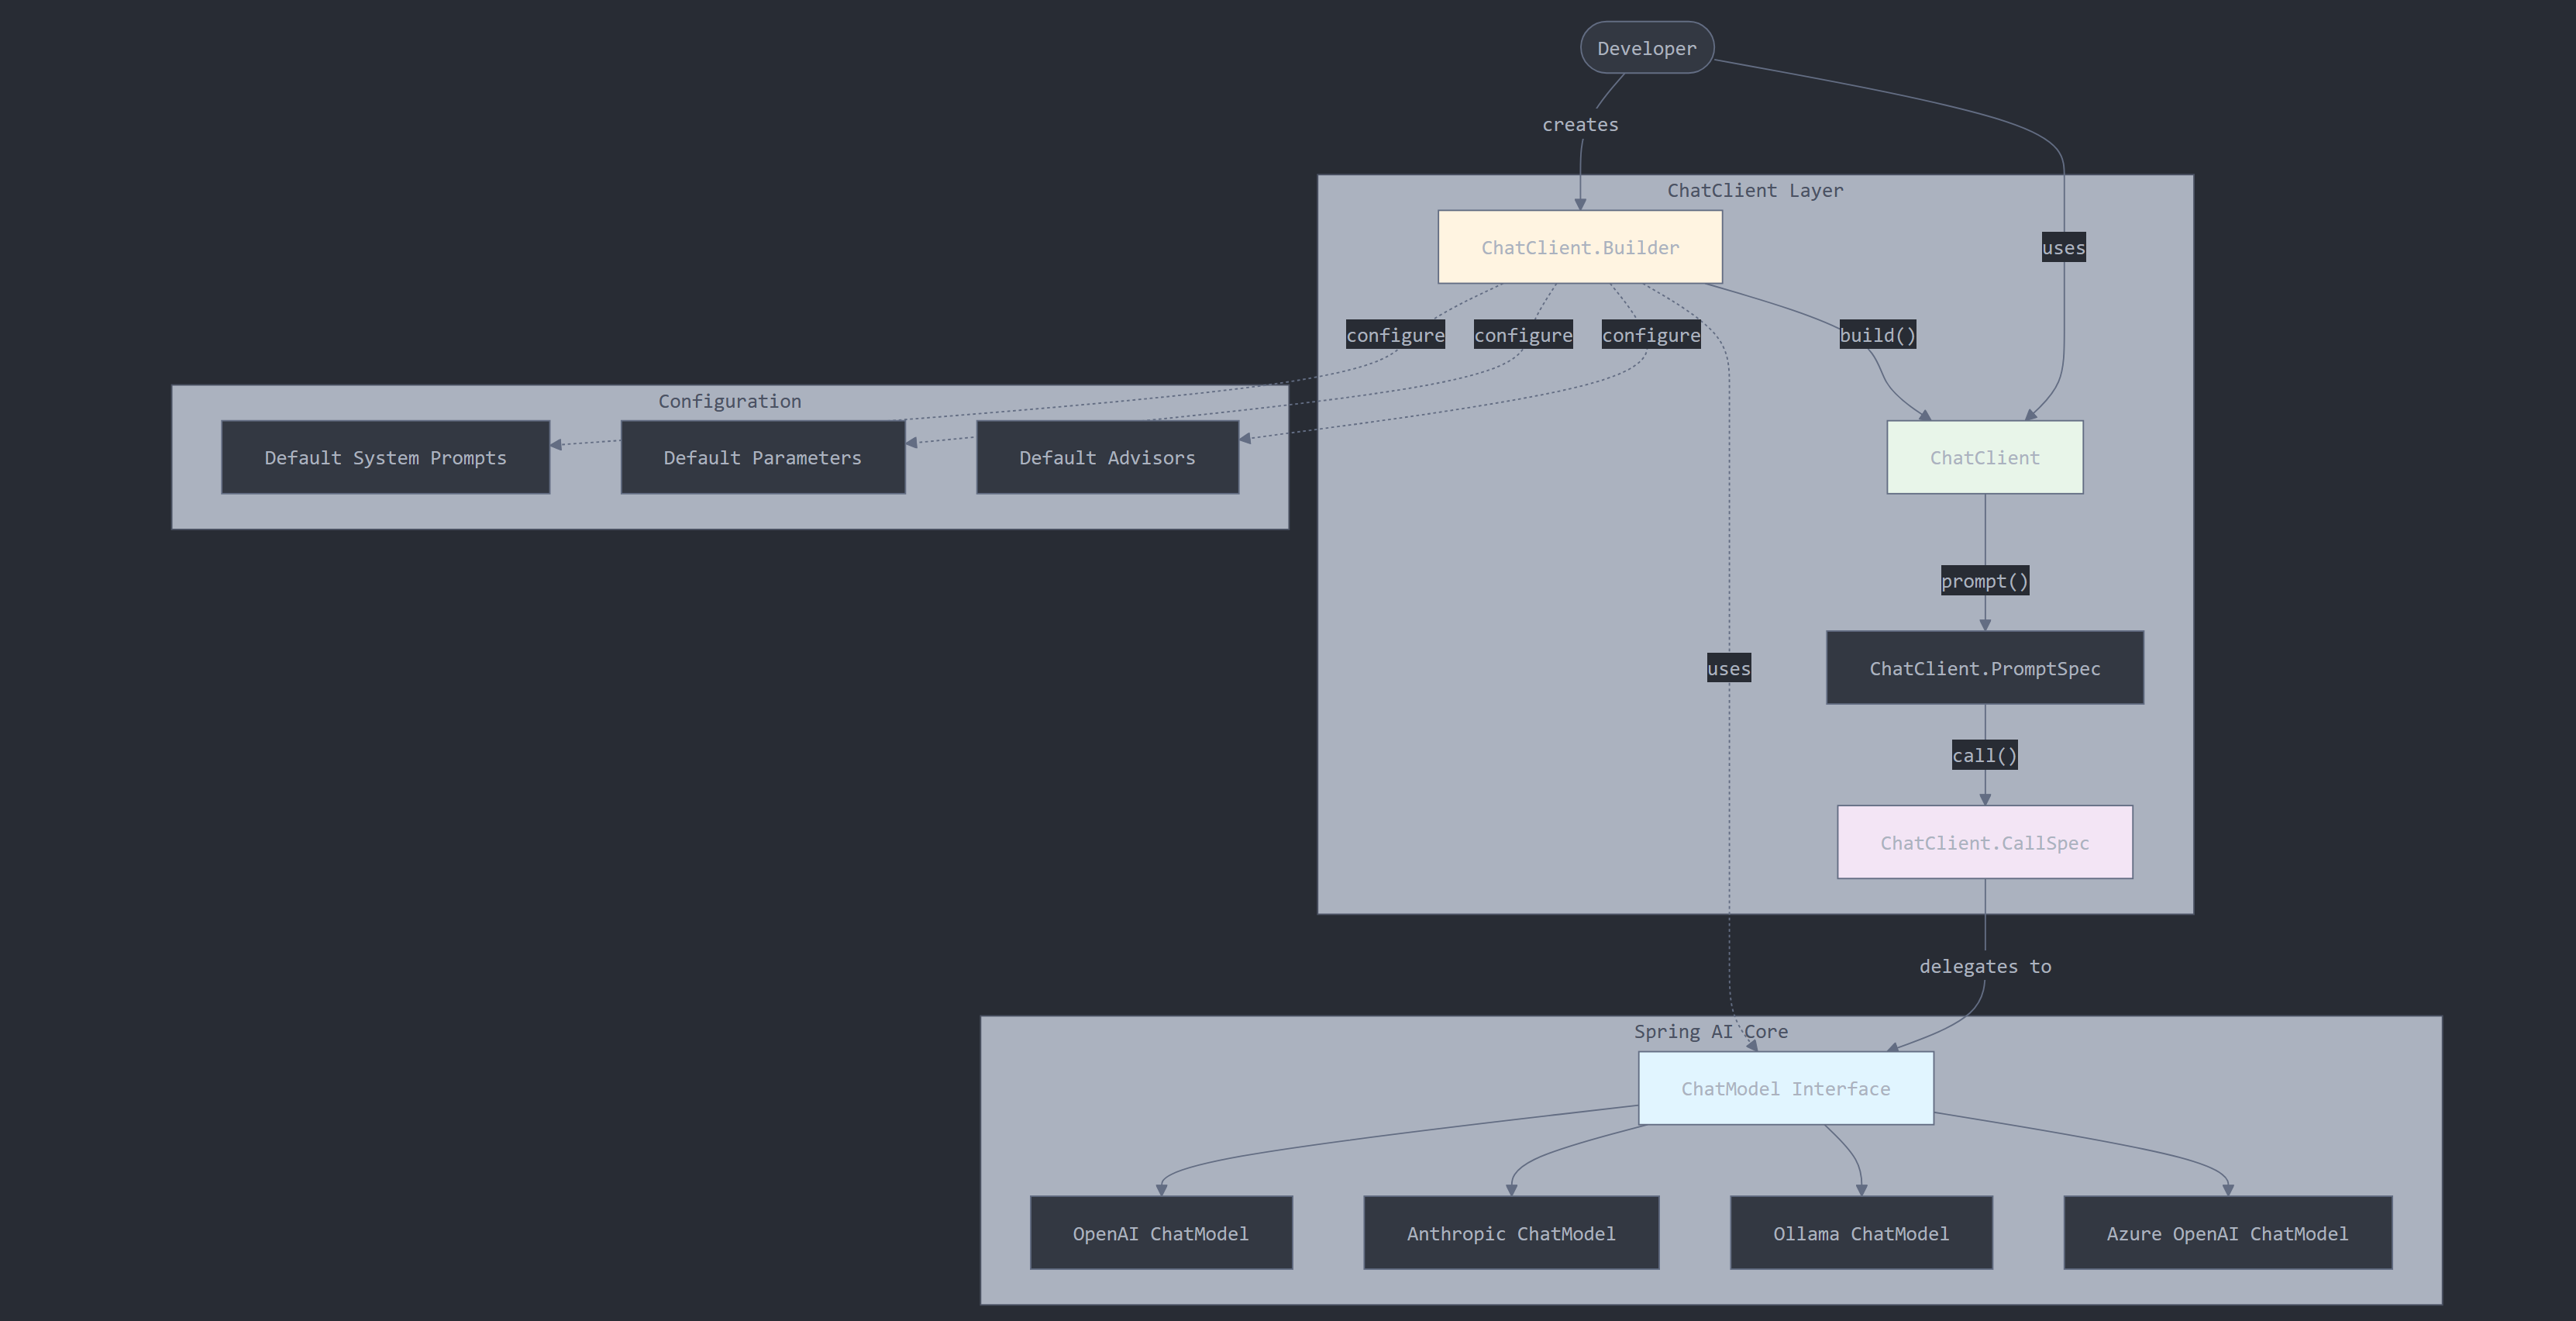 Developer
creates
ChatClient Layer
ChatClient.Builder
uses
configure
configure
configure
build()
Configuration
Default System Prompts
Default Parameters
Default Advisors
ChatClient
prompt()
ChatClient.PromptSpec
uses
call()
ChatClient.CallSpec
delegates to
Spring AI Core
ChatModel Interface
OpenAI ChatModel
Anthropic ChatModel
Ollama ChatModel
Azure OpenAI ChatModel